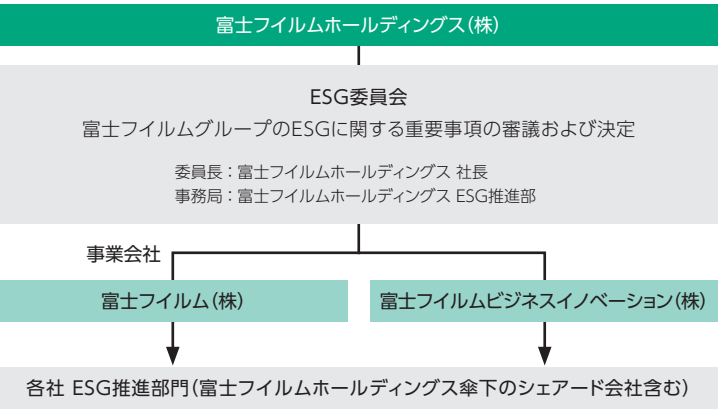 富士フイルムホールディングス(株)
ESG委員会
富士フイルムグループのESGに関する重要事項の審議および決定
委員長：富士フイルムホールディングス 社長
事務局：富士フイルムホールディングス ESG推進部
事業会社
富士フイルム(株)
富士フイルムビジネスイノベーション(株)
各社 ESG推進部門(富士フイルムホールディングス傘下のシェアード会社含む)